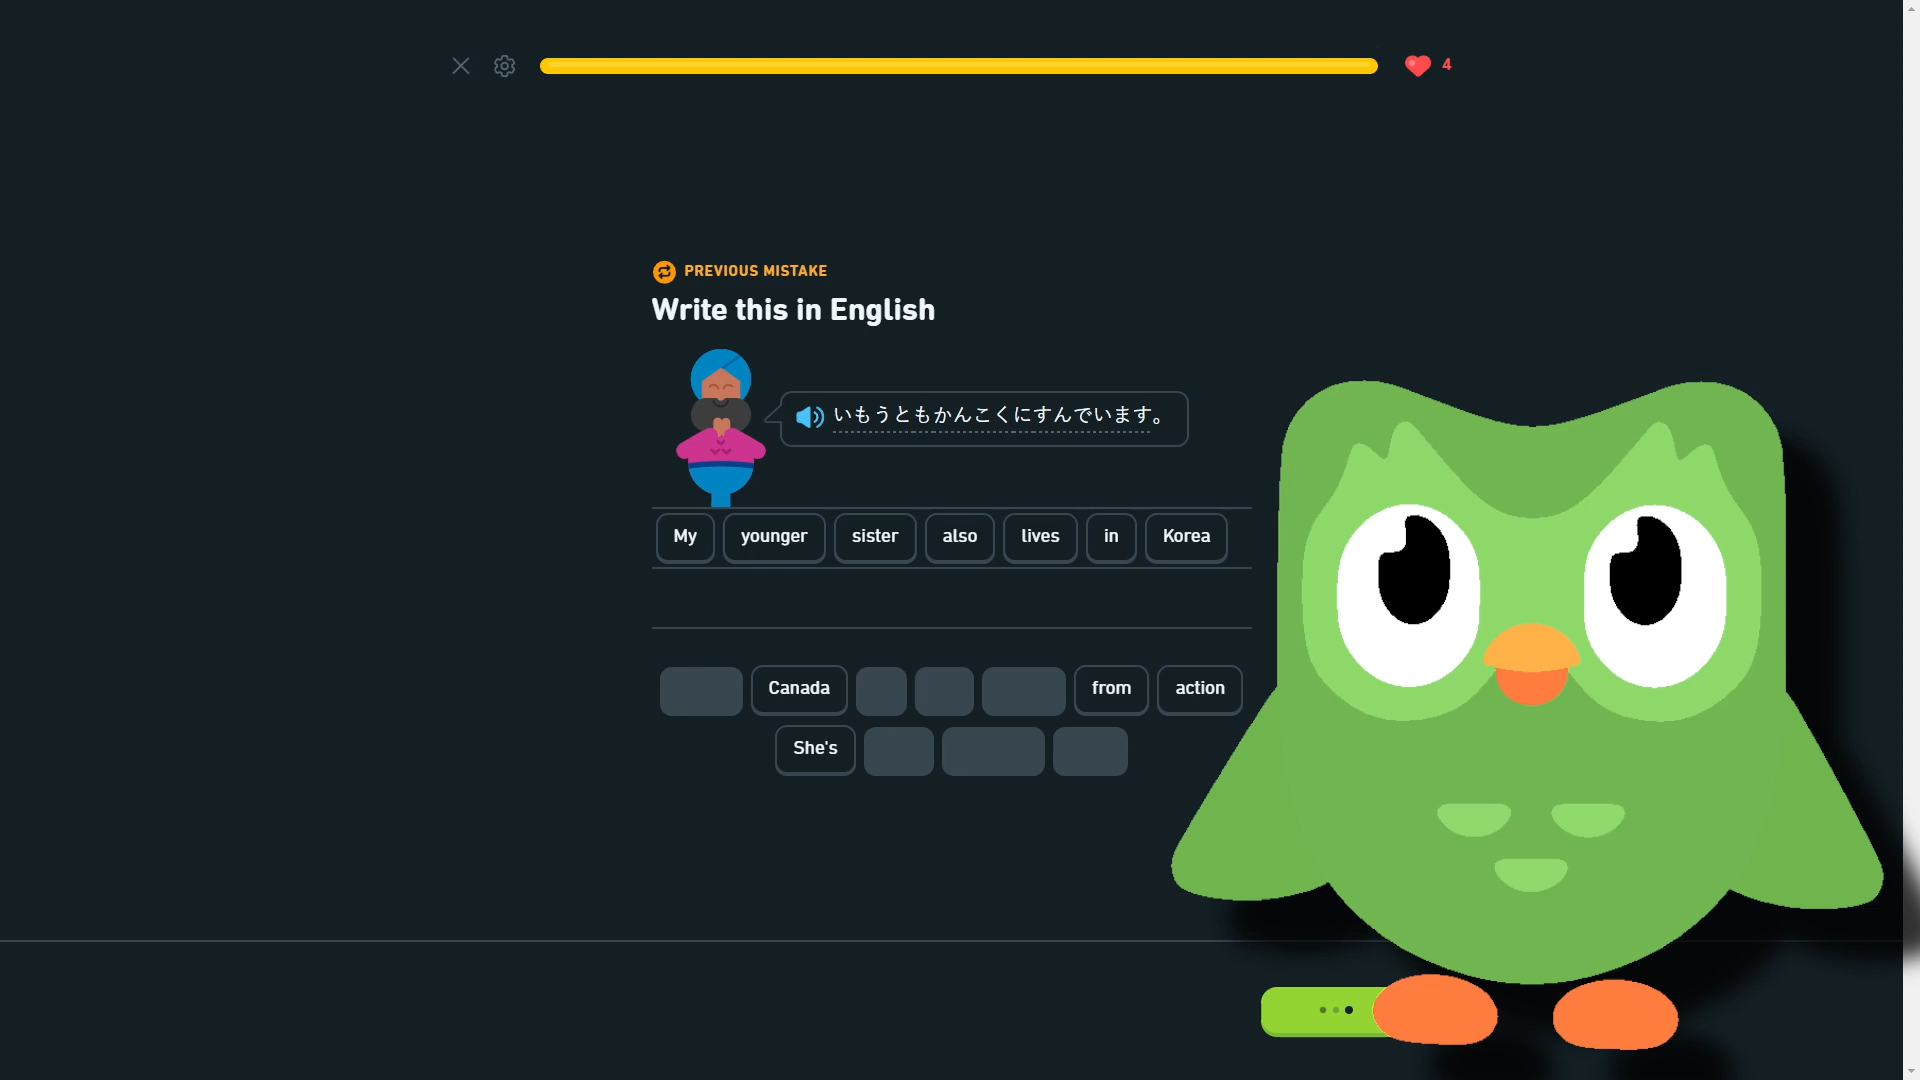 4
PREVIOUS MISTAKE
Write this in English
いもうともかんこくにすんでいます。
My younger sister also lives in Korea
Canada from action
She's